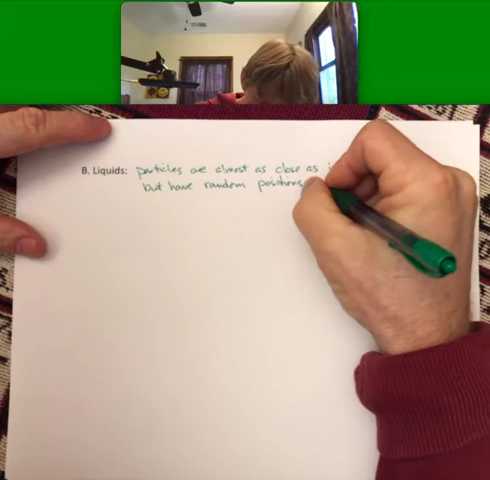 B. Liquids: particles are almost as close as
but have random positions